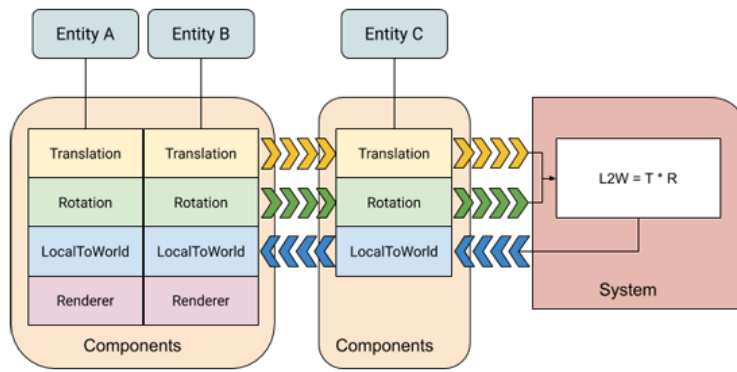 Entity A
Entity B
Entity C
Translation
Translation
Translation
Rotation
Rotation
Rotation
L2W = T * R
LocalToWorld
LocalToWorld
LocalToWorld
Renderer
Renderer
System
Components
Components